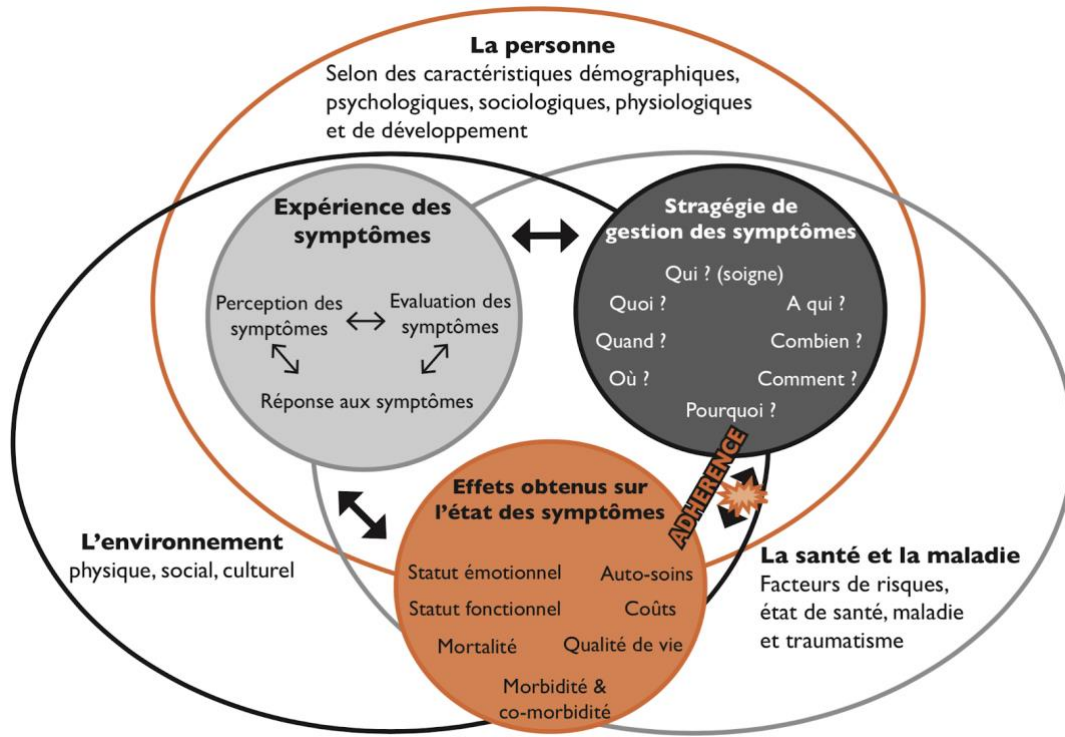 La personne
Selon des caractéristiques démographiques,
psychologiques, sociologiques, physiologiques
et de développement
Expérience des
symptômes
Perception des
symptômes
Evaluation des
symptômes
Réponse aux symptômes
Stragégie de
gestion des symptômes
Qui ? (soigne)
Quoi ?
A qui ?
Quand ?
Combien ?
Où ?
Comment ?
Pourquoi ?
ADHERENCE
Effets obtenus sur
l'état des symptômes
Statut émotionnel
Auto-soins
Statut fonctionnel
Coûts
Mortalité
Qualité de vie
Morbidité &
co-morbidité
L'environnement
physique, social, culturel
La santé et la maladie
Facteurs de risques,
état de santé, maladie
et traumatisme